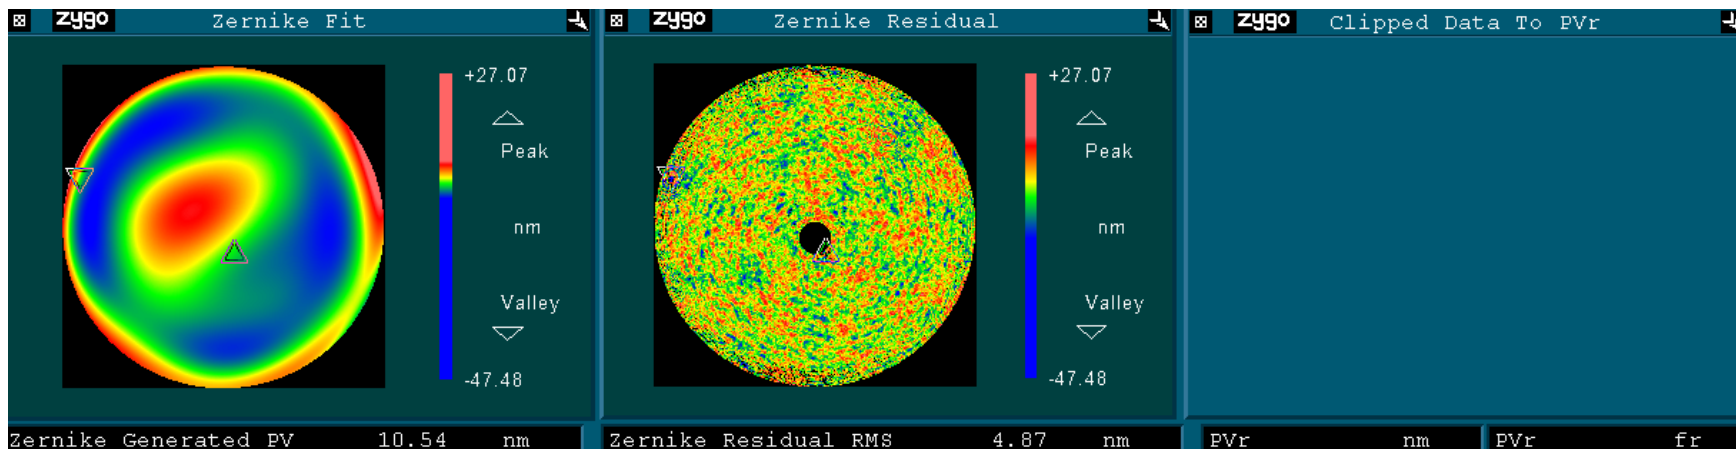 zygo Zernike Fit
+27.07
Peak
nm
Valley
-47.48
Zernike Generated PV 10.54 nm
zygo Zernike Residual
+27.07
Peak
nm
Valley
-47.48
Zernike Residual RMS 4.87 nm
zygo Clipped Data To PVr
PVr nm
PVr fr